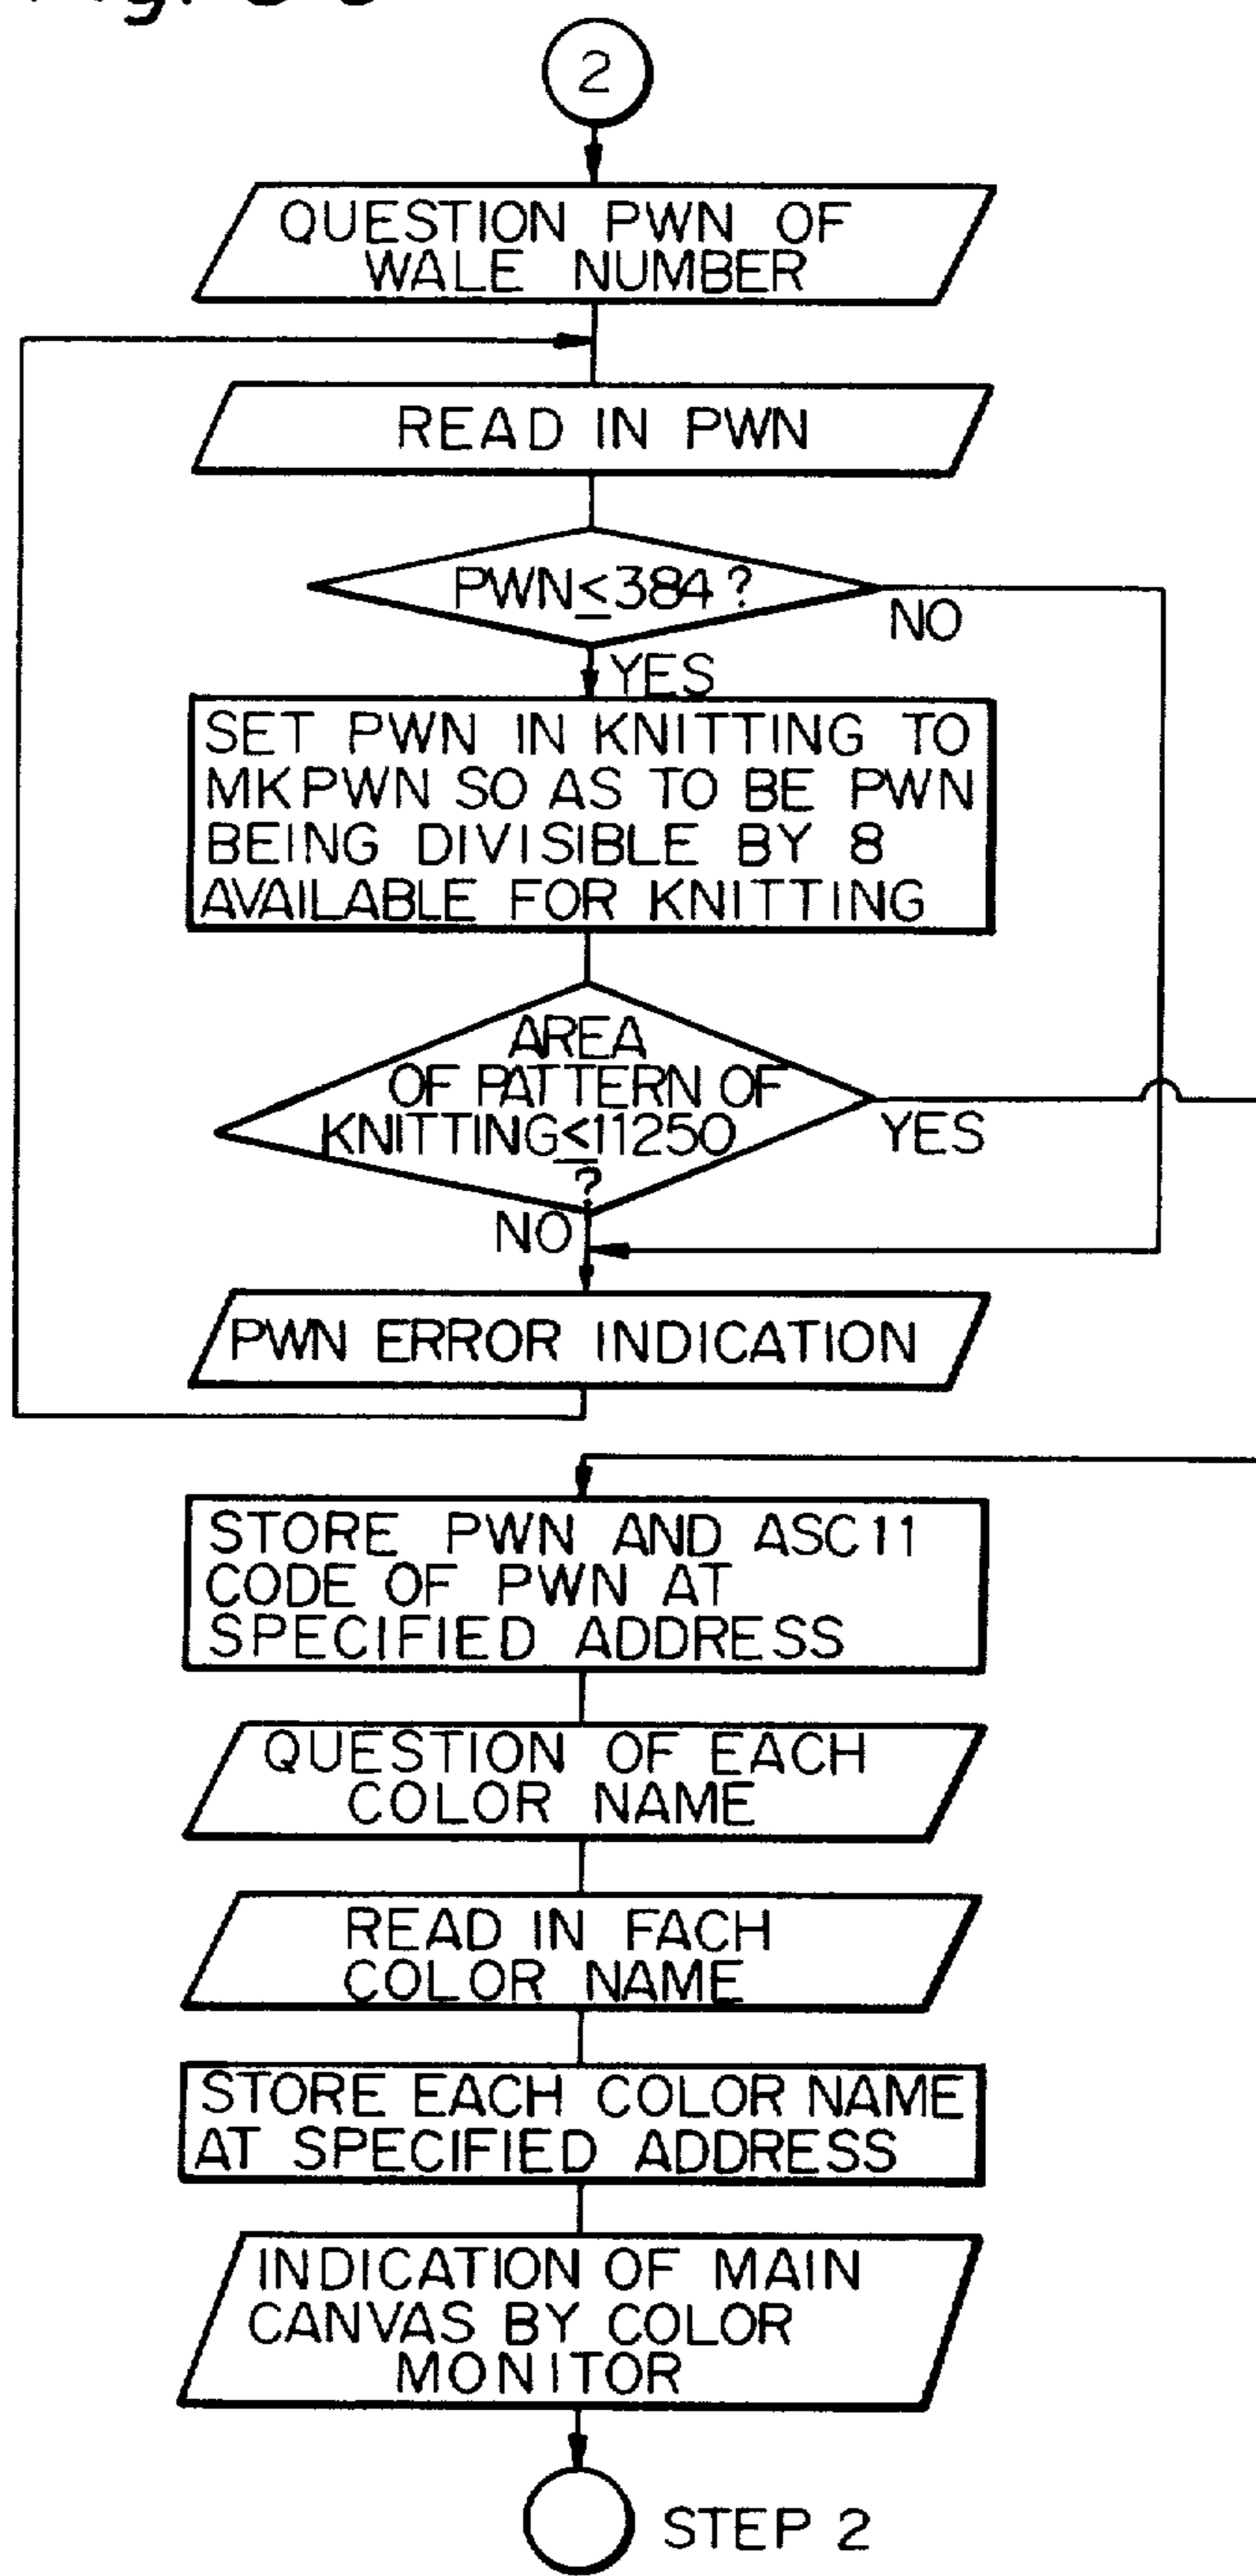 2
QUESTION PWN OF
WALE NUMBER
READ IN PWN
PWN≤384?
NO
YES
SET PWN IN KNITTING TO
MKPWN SO AS TO BE PWN
BEING DIVISIBLE BY 8
AVAILABLE FOR KNITTING
AREA
OF PATTERN OF
KNITTING≤11250
?
YES
NO
PWN ERROR INDICATION
STORE PWN AND ASC11
CODE OF PWN AT
SPECIFIED ADDRESS
QUESTION OF EACH
COLOR NAME
READ IN FACH
COLOR NAME
STORE EACH COLOR NAME
AT SPECIFIED ADDRESS
INDICATION OF MAIN
CANVAS BY COLOR
MONITOR
STEP 2